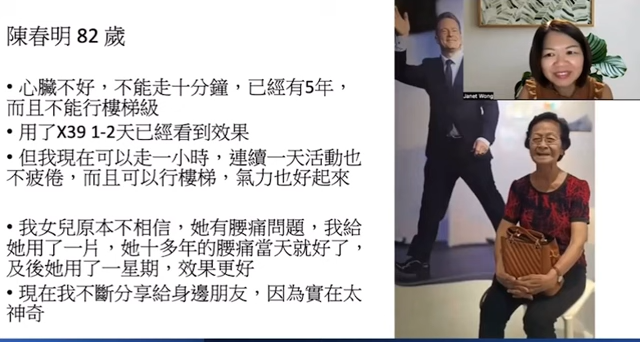 陳春明 82 歲
• 心臟不好，不能走十分鐘，已經有5年，
而且不能行樓梯級
• 用了X39 1-2天已經看到效果
• 但我現在可以走一小時，連續一天活動也
不疲倦，而且可以行樓梯，氣力也好起來
• 我女兒原本不相信，她有腰痛問題，我給
她用了一片，她十多年的腰痛當天就好了，
及後她用了一星期，效果更好
• 現在我不斷分享給身邊朋友，因為實在太
神奇
Janet Wong